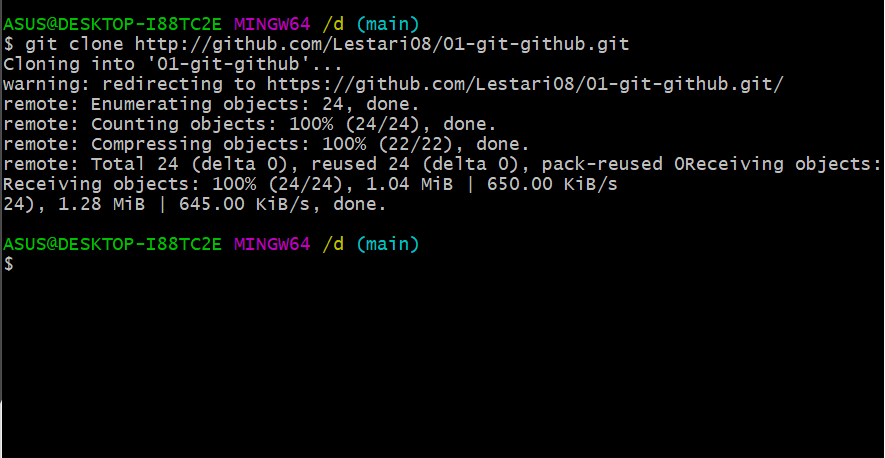 ASUS@DESKTOP-I88TC2E MINGW64 /d (main)
$ git clone http://github.com/Lestari08/01-git-github.git
Cloning into '01-git-github'...
warning: redirecting to https://github.com/Lestari08/01-git-github.git/
remote: Enumerating objects: 24, done.
remote: Counting objects: 100% (24/24), done.
remote: Compressing objects: 100% (22/22), done.
remote: Total 24 (delta 0), reused 24 (delta 0), pack-reused 0Receiving objects:
Receiving objects: 100% (24/24), 1.04 MiB | 650.00 KiB/s
24), 1.28 MiB | 645.00 KiB/s, done.
ASUS@DESKTOP-I88TC2E MINGW64 /d (main)
$